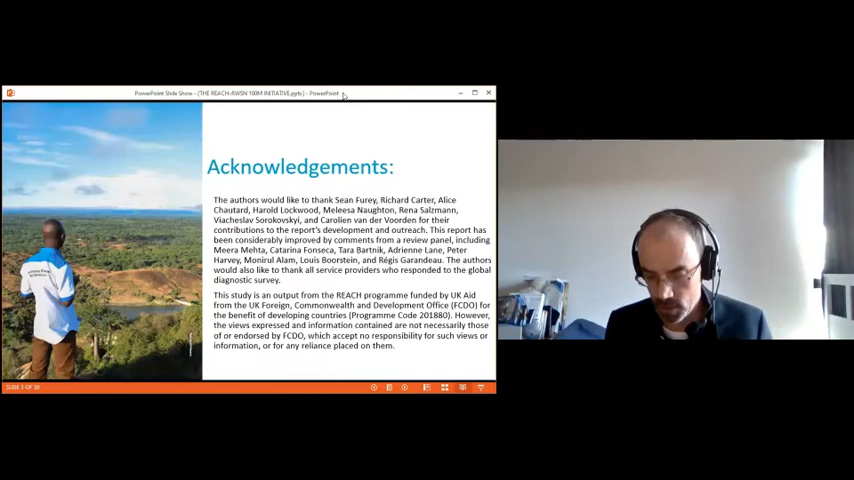 PowerPoint Slide Show - [THE REACH-RWSN 100M INITIATIVE.pptx] - PowerPoint
Acknowledgements:
The authors would like to thank Sean Furey, Richard Carter, Alice
Chautard, Harold Lockwood, Meleesa Naughton, Rena Salzmann,
Viacheslav Sorokovskyi, and Carolien van der Voorden for their
contributions to the report's development and outreach. This report has
been considerably improved by comments from a review panel, including
Meera Mehta, Catarina Fonseca, Tara Bartnik, Adrienne Lane, Peter
Harvey, Monirul Alam, Louis Boorstein, and Régis Garandeau. The authors
would also like to thank all service providers who responded to the global
diagnostic survey.
This study is an output from the REACH programme funded by UK Aid
from the UK Foreign, Commonwealth and Development Office (FCDO) for
the benefit of developing countries (Programme Code 201880). However,
the views expressed and information contained are not necessarily those
of or endorsed by FCDO, which accept no responsibility for such views or
information, or for any reliance placed on them.
SLIDE 5 OF 30